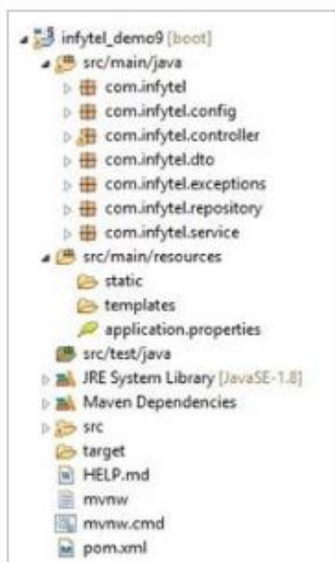 infytel_demo9 [boot]
src/main/java
com.infytel
com.infytel.config
com.infytel.controller
com.infytel.dto
com.infytel.exceptions
com.infytel.repository
com.infytel.service
src/main/resources
static
templates
application.properties
src/test/java
JRE System Library [JavaSE-1.8]
Maven Dependencies
src
target
HELP.md
mvnw
mvnw.cmd
pom.xml